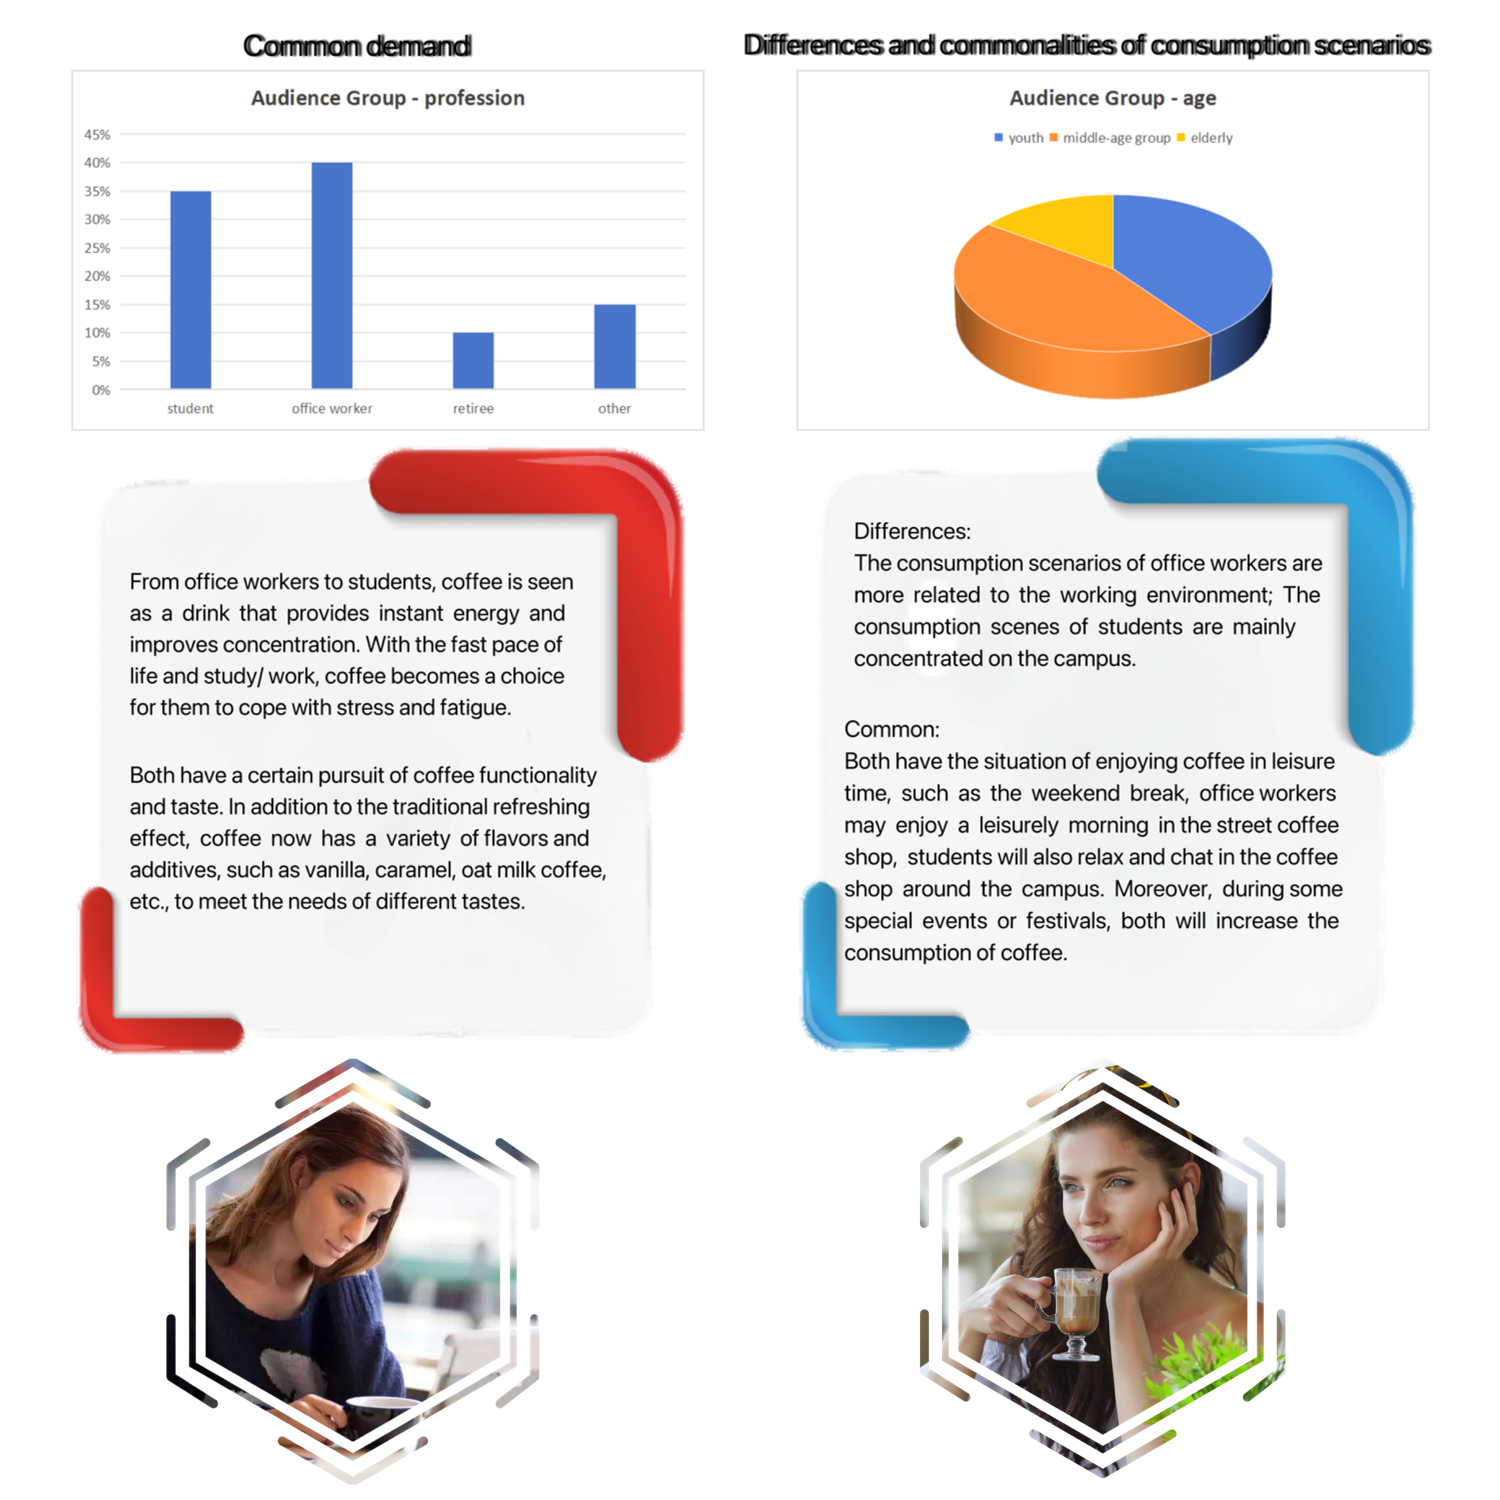 Common demand
Audience Group - profession
45%
40%
35%
30%
25%
20%
15%
10%
5%
0%
student office worker retiree other
From office workers to students, coffee is seen
as a drink that provides instant energy and
improves concentration. With the fast pace of
life and study/ work, coffee becomes a choice
for them to cope with stress and fatigue.
Both have a certain pursuit of coffee functionality
and taste. In addition to the traditional refreshing
effect, coffee now has a variety of flavors and
additives, such as vanilla, caramel, oat milk coffee,
etc., to meet the needs of different tastes.
Differences and commonalities of consumption scenarios
Audience Group - age
youth middle-age group elderly
Differences:
The consumption scenarios of office workers are
more related to the working environment; The
consumption scenes of students are mainly
concentrated on the campus.
Common:
Both have the situation of enjoying coffee in leisure
time, such as the weekend break, office workers
may enjoy a leisurely morning in the street coffee
shop, students will also relax and chat in the coffee
shop around the campus. Moreover, during some
special events or festivals, both will increase the
consumption of coffee.